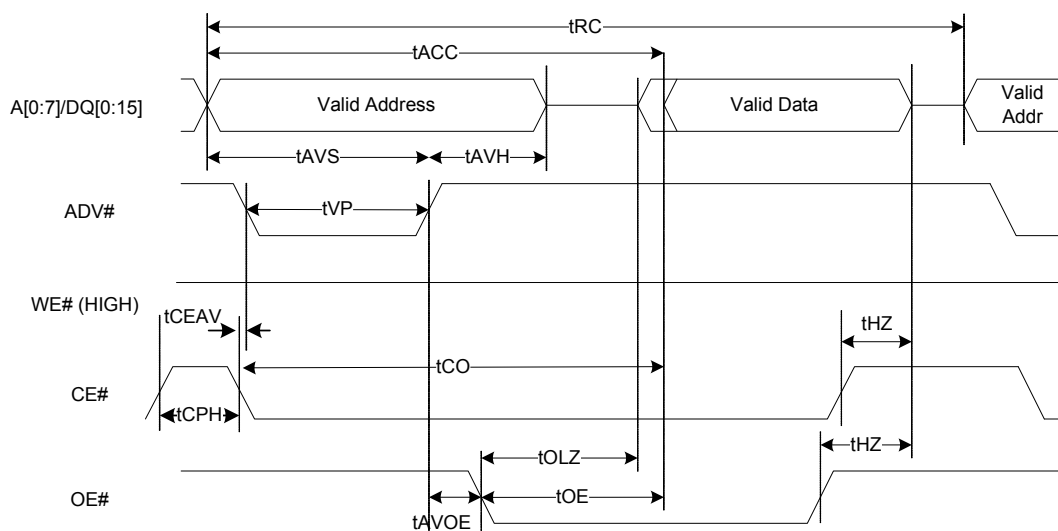 tRC
tACC
A[0:7]/DQ[0:15]
Valid Address
Valid Data
Valid
Addr
tAVS
tAVH
ADV#
tVP
WE# (HIGH)
tCEAV
tHZ
tCO
CE#
tCPH
tHZ
tOLZ
OE#
tOE
tAVOE